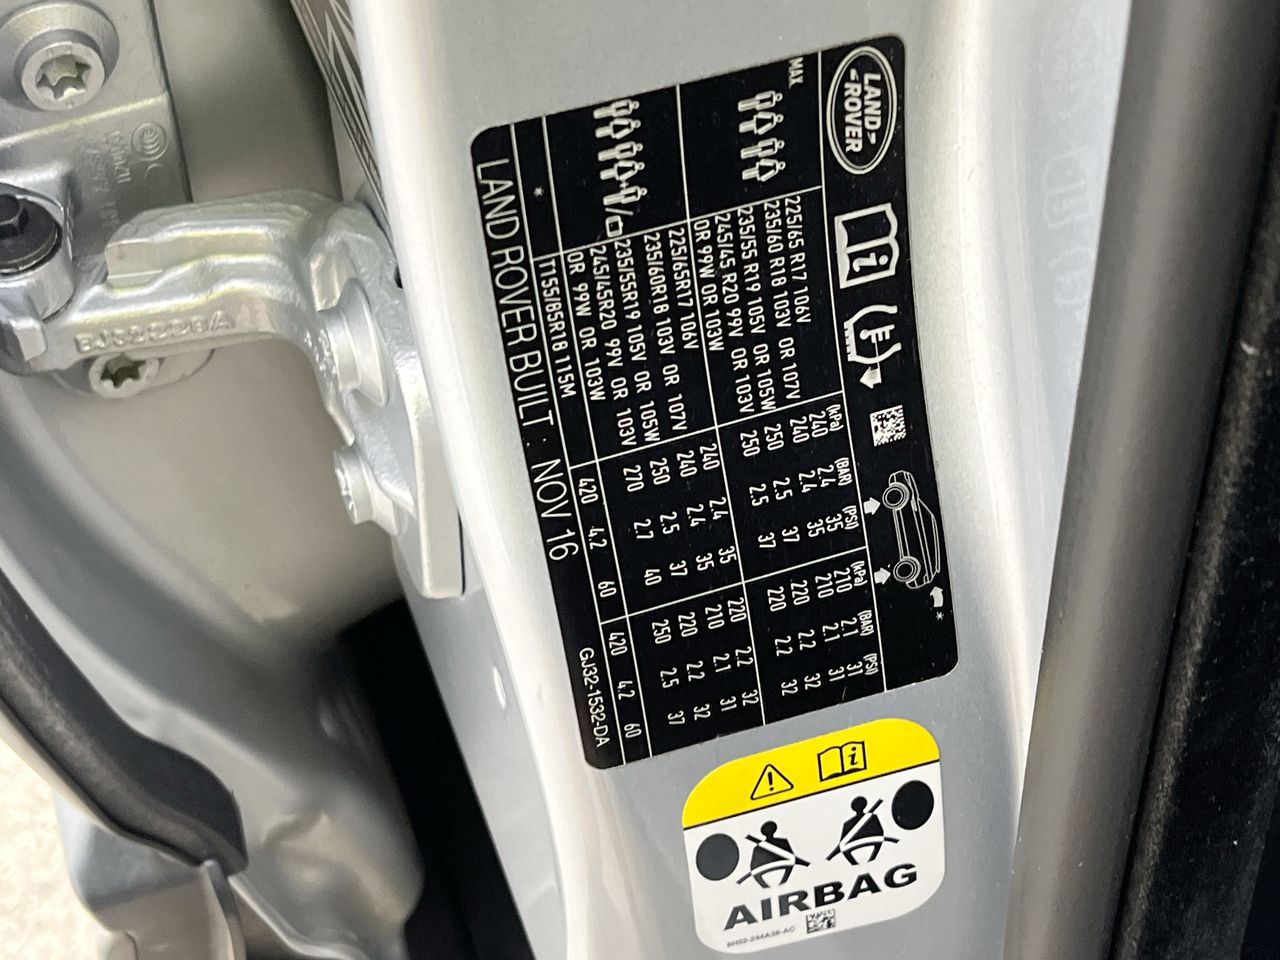 LAND
ROVER
*
(kPa) (BAR) (PSI) (kPa) (BAR) (PSI)
MAX.
225/65 R17 106V 240 2.4 35 210 2.1 31
235/60 R18 103V OR 107V 240 2.4 35 210 2.1 31
235/55 R19 105V OR 105W 250 2.5 37 220 2.2 32
245/45 R20 99V OR 103V 250 2.5 37 220 2.2 32
OR 99W OR 103W
225/65R17 106V 240 2.4 35 220 2.2 32
235/60R18 103V OR 107V 240 2.4 35 210 2.1 31
235/55R19 105V OR 105W 250 2.5 37 220 2.2 32
245/45R20 99V OR 103V 270 2.7 40 250 2.5 37
OR 99W OR 103W
* T155/85R18 115M 420 4.2 60 420 4.2 60
LAND ROVER BUILT : NOV 16 GJ32-1532-DA
AIRBAG